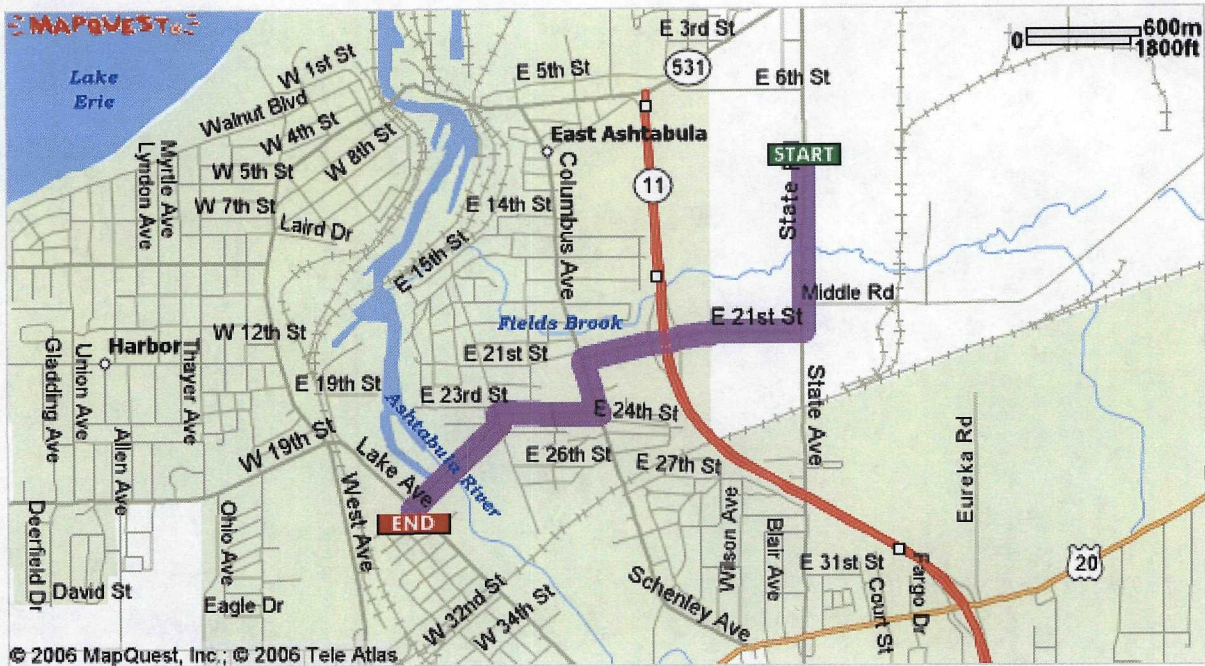 MAPQUEST
Lake
Erie
W 1st St
Walnut Blvd
W 4th St
W 8th St
W 5th St
W 7th St
Laird Dr
Myrtle Ave
Lyndon Ave
E 3rd St
531
E 5th St
E 6th St
0
600m
1800ft
East Ashtabula
START
11
Columbus Ave
E 14th St
E 15th St
Middle Rd
E 21st St
Fields Brook
E 21st St
W 12th St
Harbor
Gladding Ave
Union Ave
Thayer Ave
Allen Ave
E 19th St
E 23rd St
E 24th St
Ashtabula River
W 19th St
Lake Ave
West Ave
END
E 26th St
E 27th St
State Ave
Eureka Rd
Wilson Ave
Blair Ave
E 31st St
Court St
Fargo Dr
20
Deerfield Dr
Ohio Ave
David St
Eagle Dr
W 32nd St
W 34th St
Schenley Ave
© 2006 MapQuest, Inc.; © 2006 Tele Atlas